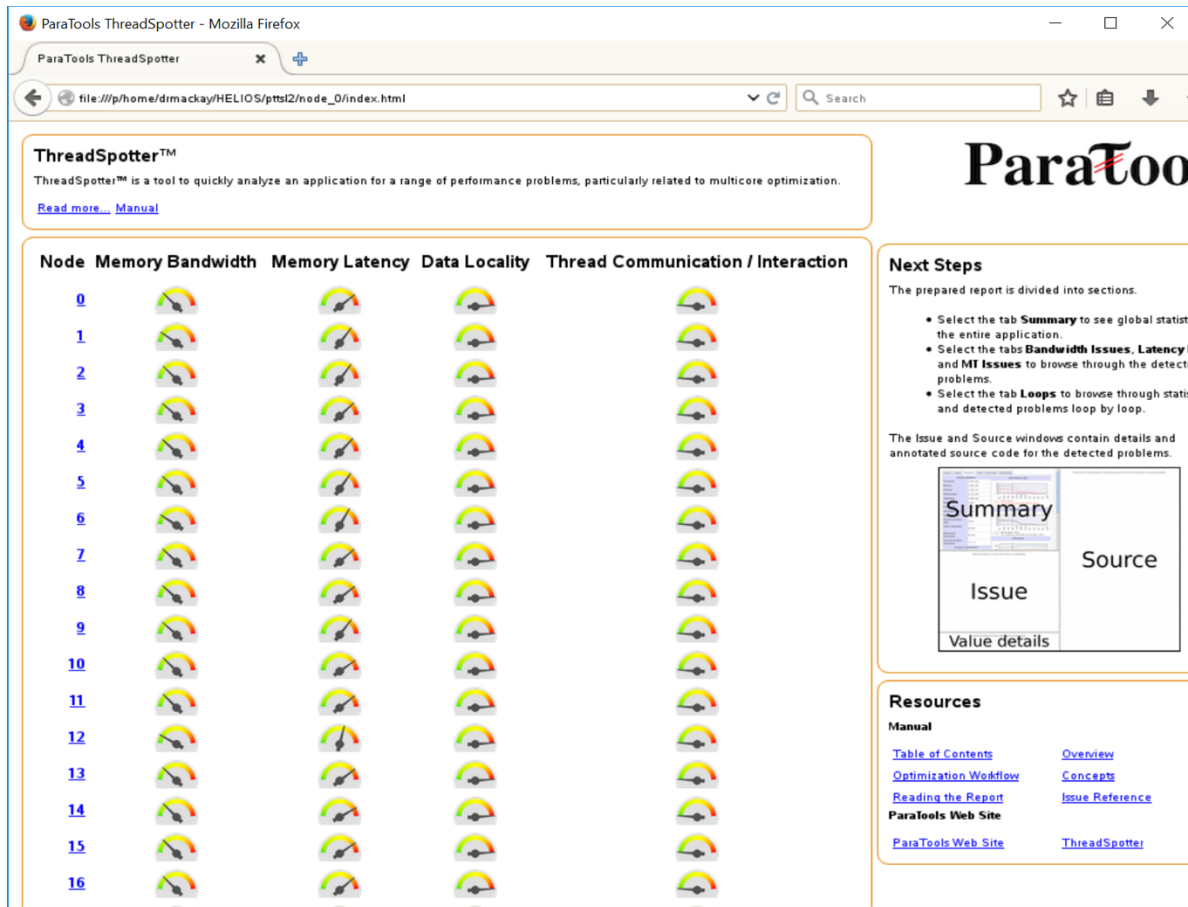 ParaTools ThreadSpotter - Mozilla Firefox
ParaTools ThreadSpotter
file:///p/home/drmackay/HELIOS/pttsl2/node_0/index.html
Search
ThreadSpotter™
ThreadSpotter™ is a tool to quickly analyze an application for a range of performance problems, particularly related to multicore optimization.
Read more... Manual
ParaToo
Node Memory Bandwidth Memory Latency Data Locality Thread Communication / Interaction
0
1
2
3
4
5
6
7
8
9
10
11
12
13
14
15
16
Next Steps
The prepared report is divided into sections.
Select the tab Summary to see global statist
the entire application.
Select the tabs Bandwidth Issues, Latency
and MT Issues to browse through the detect
problems.
Select the tab Loops to browse through statis
and detected problems loop by loop.
The Issue and Source windows contain details and
annotated source code for the detected problems.
Summary
Source
Issue
Value details
Resources
Manual
Table of Contents Overview
Optimization Workflow Concepts
Reading the Report Issue Reference
ParaTools Web Site
ParaTools Web Site ThreadSpotter